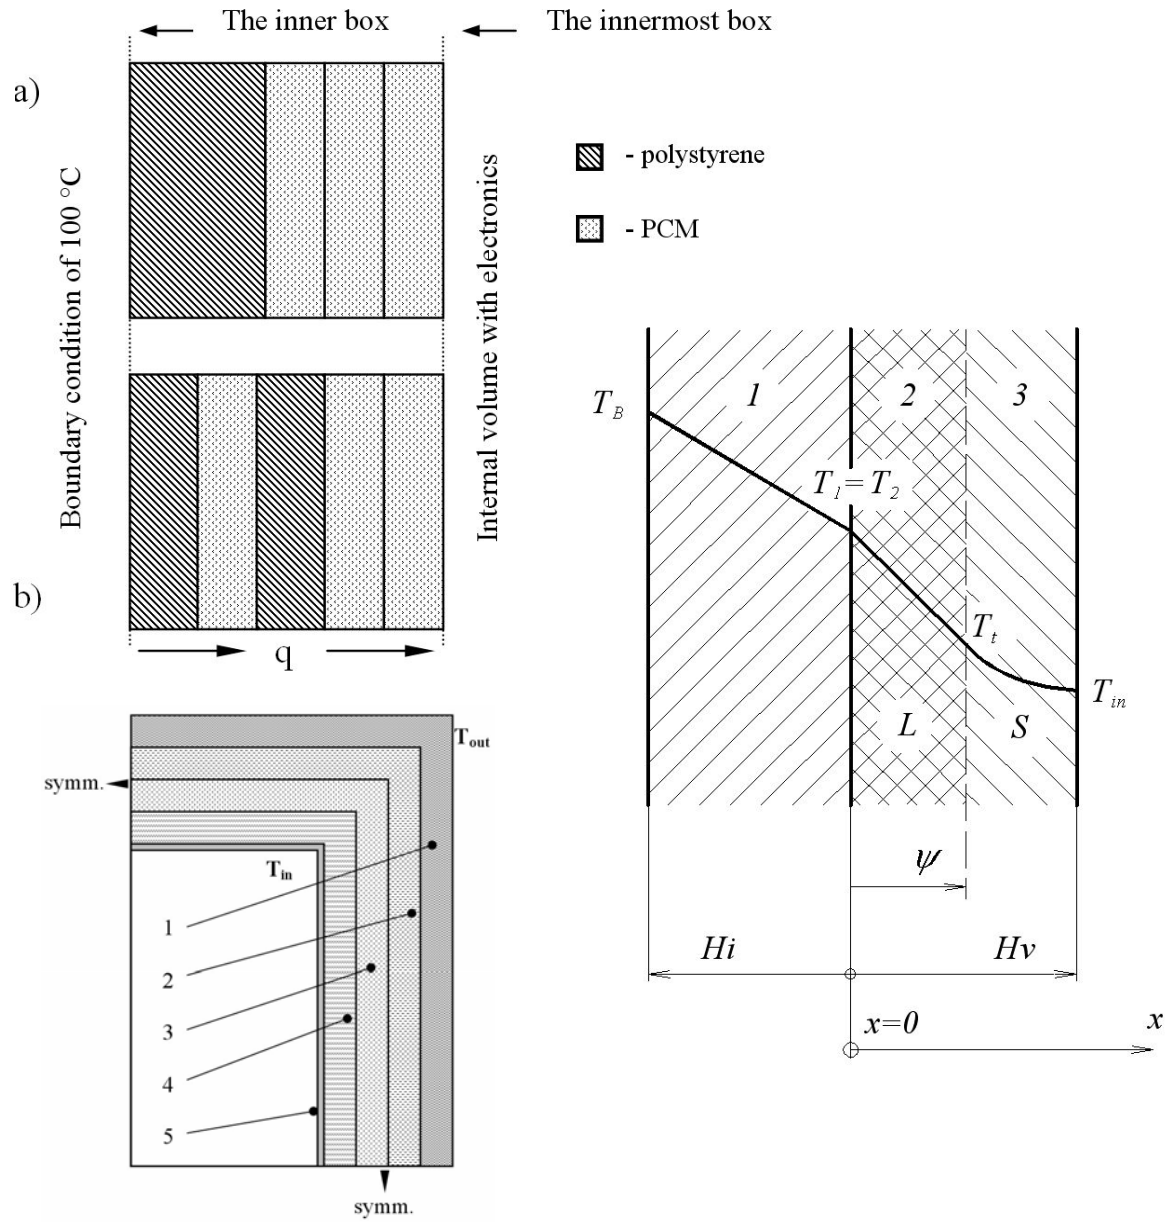 The inner box
The innermost box
a)
Boundary condition of 100 °C
Internal volume with electronics
- polystyrene
- PCM
b)
q
T_B
1
2
3
T_1=T_2
T_t
T_in
L
S
ψ
Hi
Hv
x=0
x
T_out
symm.
T_in
1
2
3
4
5
symm.